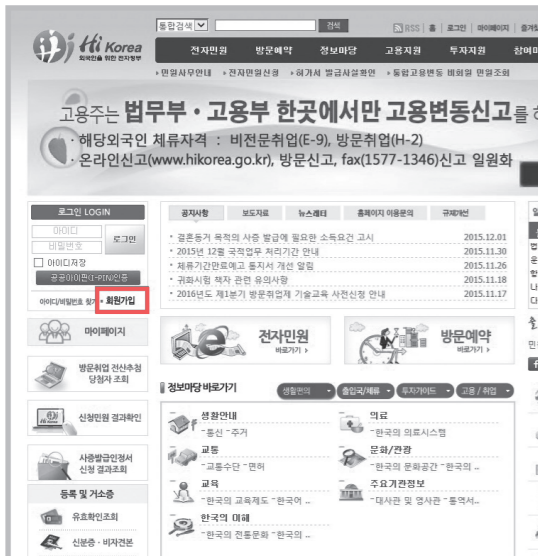 통합검색
검색
RSS 홈 로그인 마이페이지
Hi Korea
외국인을 위한 전자정부
전자민원 방문예약 정보마당 고용지원 투자지원 참여마
민원사무안내 전자민원신청 허가서 발급사실확인 통합고용변동 비회원 민원조회
고용주는 법무부 · 고용부 한곳에서만 고용변동신고를 하
· 해당외국인 체류자격 : 비전문취업(E-9), 방문취업(H-2)
· 온라인신고(www.hikorea.go.kr), 방문신고, fax(1577-1346)신고 일원화
로그인 LOGIN
아이디
비밀번호
로그인
아이디저장
공공아이핀(I-PIN)인증
아이디/비밀번호 찾기 회원가입
공지사항 보도자료 뉴스레터 홈페이지 이용문의 규제개선
· 결혼동거 목적의 사증 발급에 필요한 소득요건 고시 2015.12.01
· 2015년 12월 국적업무 처리기간 안내 2015.11.30
· 체류기간만료예고 통지서 개선 알림 2015.11.26
· 귀화시험 책자 관련 유의사항 2015.11.18
· 2016년도 제1분기 방문취업제 기술교육 사전신청 안내 2015.11.17
마이페이지
방문취업 전산추첨
당첨자 조회
신청민원 결과확인
사증발급인정서
신청 결과조회
등록 및 거소증
유효확인조회
신분증 · 비자견본
전자민원
바로가기
방문예약
바로가기
정보마당 바로가기
생활편의 출입국/체류 투자가이드 고용 / 취업
생활안내
통신 주거
의료
한국의 의료시스템
교통
교통수단 면허
문화/관광
한국의 문화공간 한국의 ..
교육
한국의 교육제도 한국어 ..
주요기관정보
대사관 및 영사관 통역서..
한국의 이해
한국의 전통문화 한국의 ..